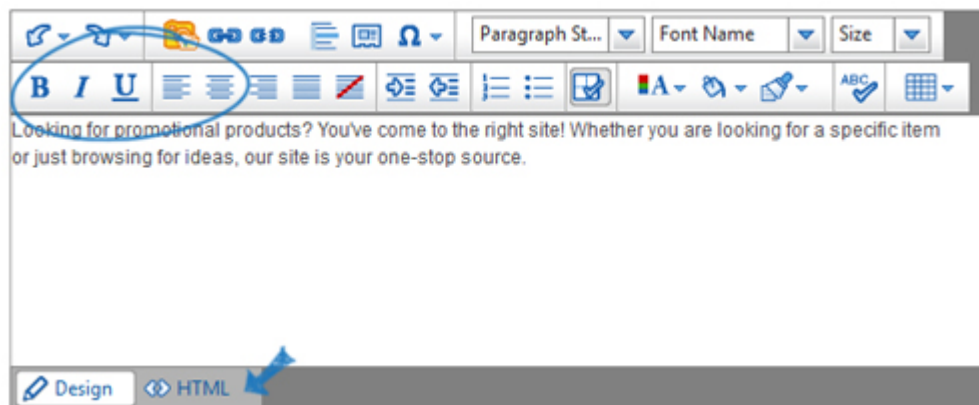 Ω Paragraph St... Font Name Size
B I U A ABC
Looking for promotional products? You've come to the right site! Whether you are looking for a specific item
or just browsing for ideas, our site is your one-stop source.
Design HTML